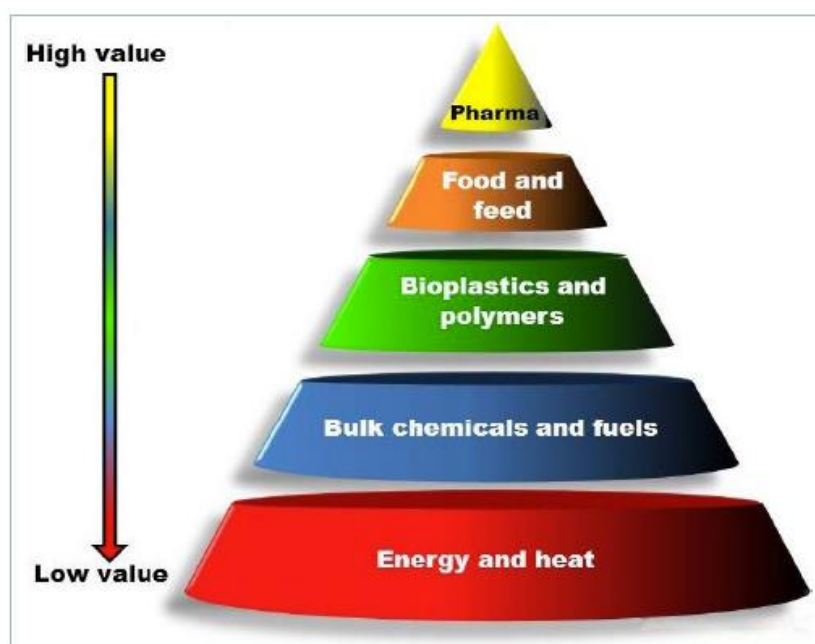 High value
Pharma
Food and
feed
Bioplastics and
polymers
Bulk chemicals and fuels
Energy and heat
Low value